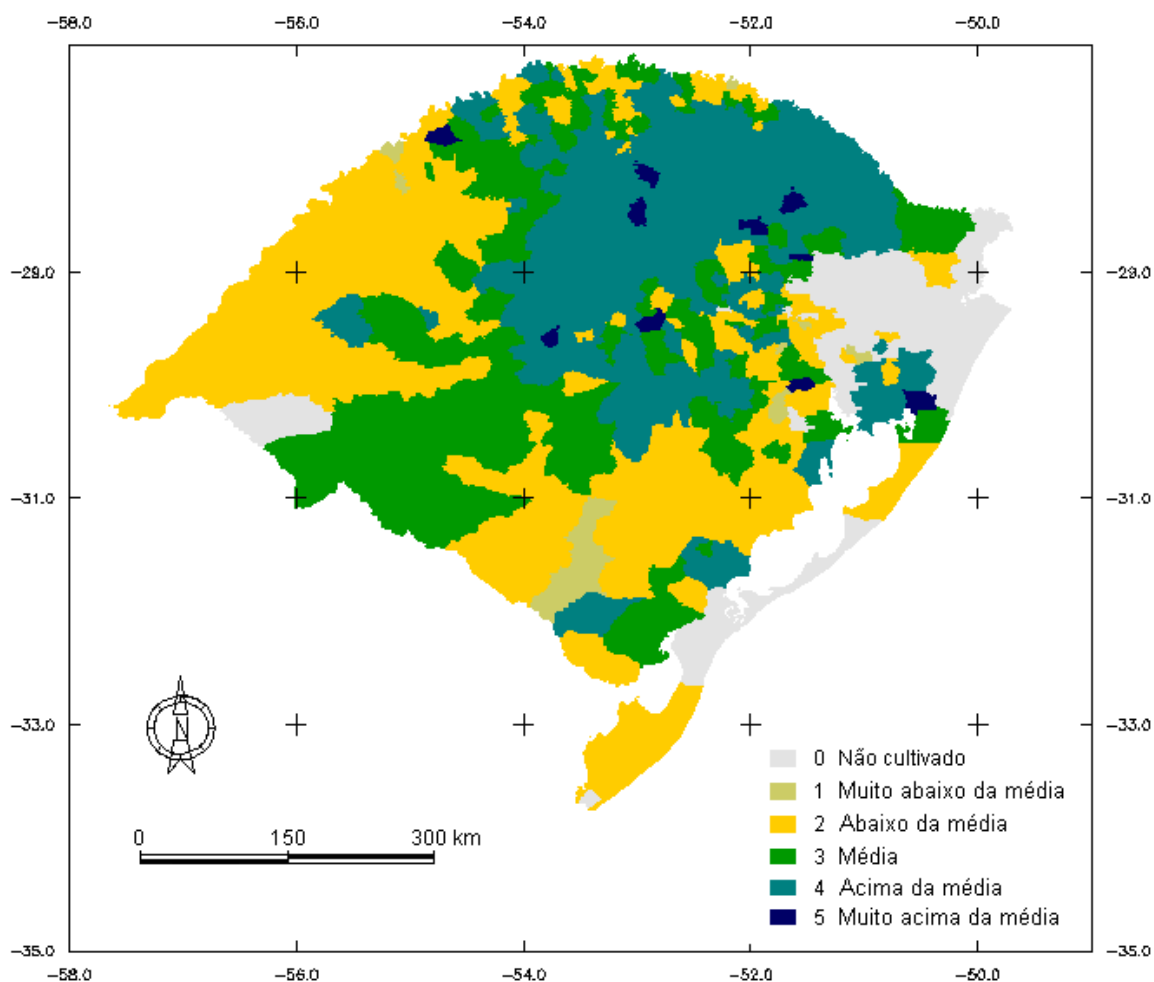 −58.0 −56.0 −54.0 −52.0 −50.0
−29.0 −29.0
−31.0 −31.0
−33.0 −33.0
N
0 Não cultivado
1 Muito abaixo da média
2 Abaixo da média
3 Média
4 Acima da média
5 Muito acima da média
0 150 300 km
−35.0 −35.0
−58.0 −56.0 −54.0 −52.0 −50.0